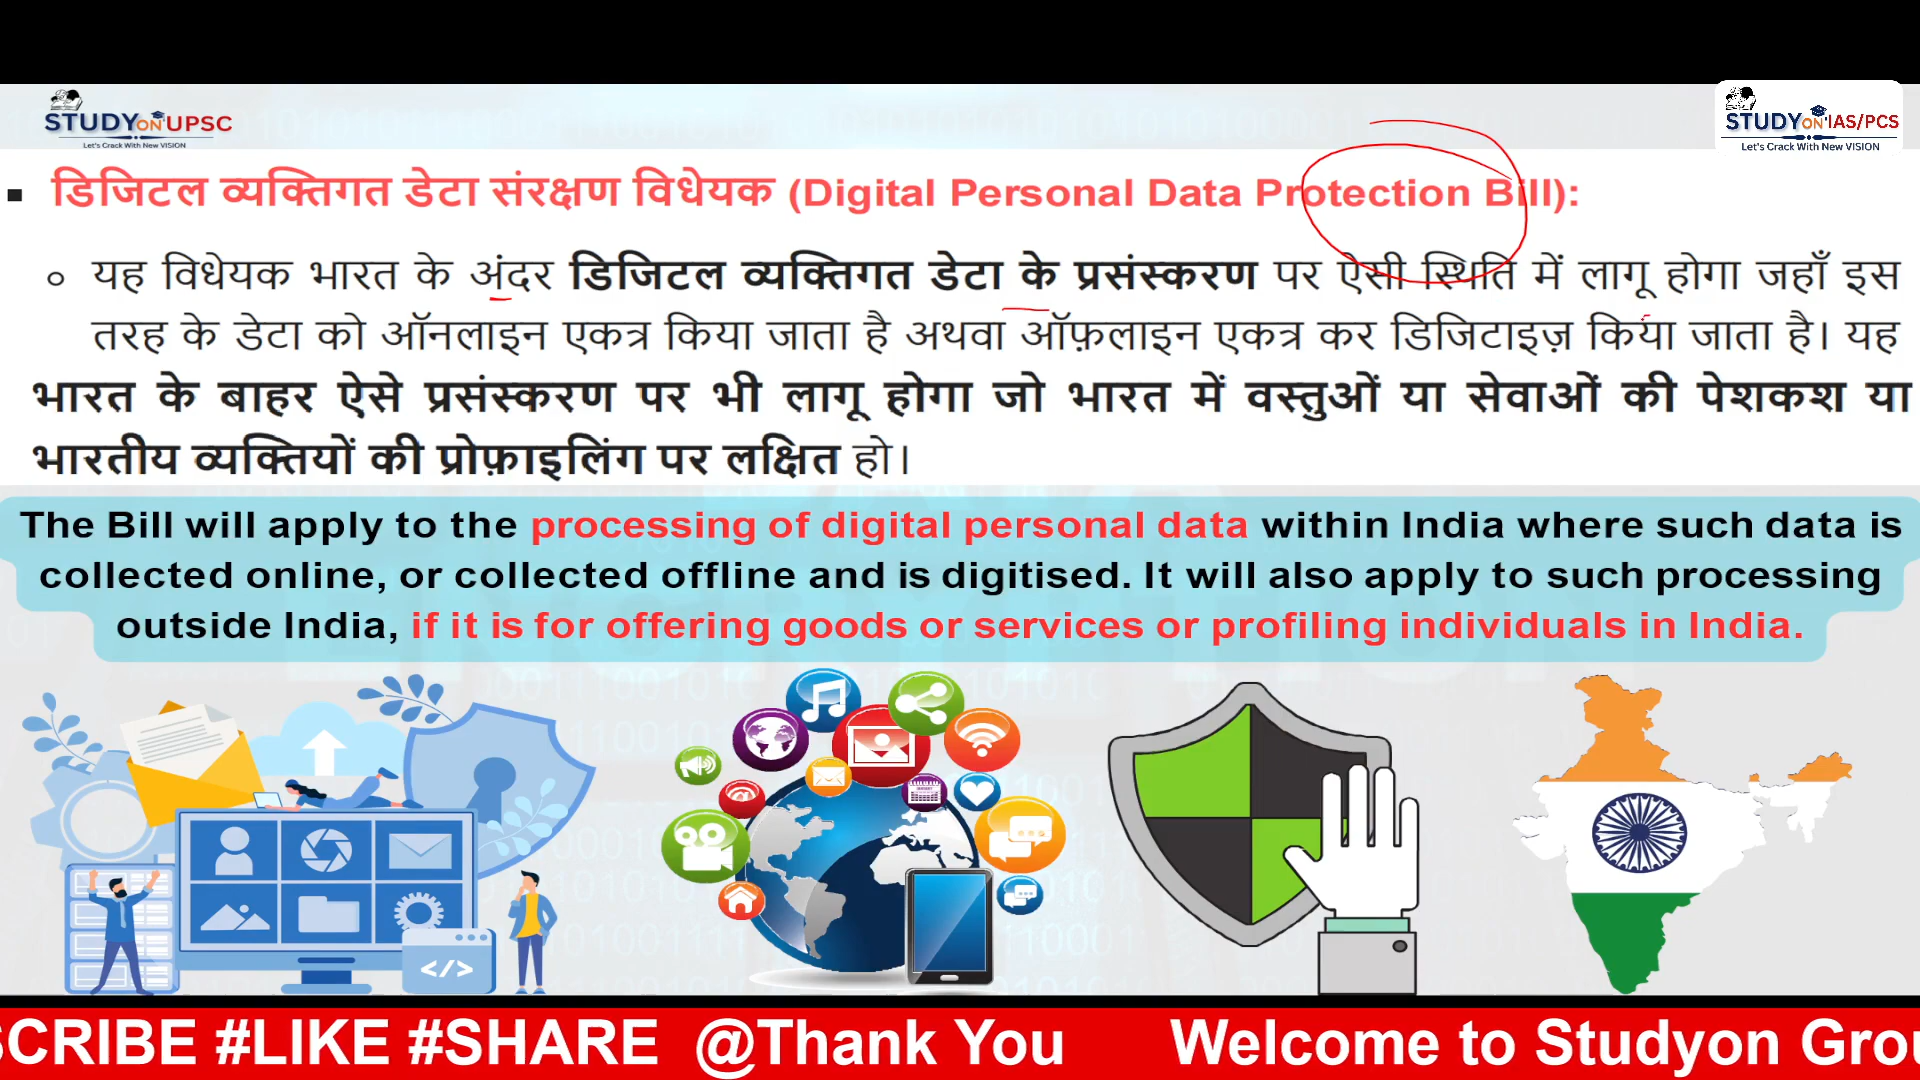 STUDYON UPSC
Let's Crack With New VISION
STUDYON IAS/PCS
Let's Crack With New VISION
▪ डिजिटल व्यक्तिगत डेटा संरक्षण विधेयक (Digital Personal Data Protection Bill):
○ यह विधेयक भारत के अंदर डिजिटल व्यक्तिगत डेटा के प्रसंस्करण पर ऐसी स्थिति में लागू होगा जहाँ इस
तरह के डेटा को ऑनलाइन एकत्र किया जाता है अथवा ऑफ़लाइन एकत्र कर डिजिटाइज़ किया जाता है। यह
भारत के बाहर ऐसे प्रसंस्करण पर भी लागू होगा जो भारत में वस्तुओं या सेवाओं की पेशकश या
भारतीय व्यक्तियों की प्रोफ़ाइलिंग पर लक्षित हो।
The Bill will apply to the processing of digital personal data within India where such data is
collected online, or collected offline and is digitised. It will also apply to such processing
outside India, if it is for offering goods or services or profiling individuals in India.
</>
SCRIBE #LIKE #SHARE @Thank You Welcome to Studyon Grou